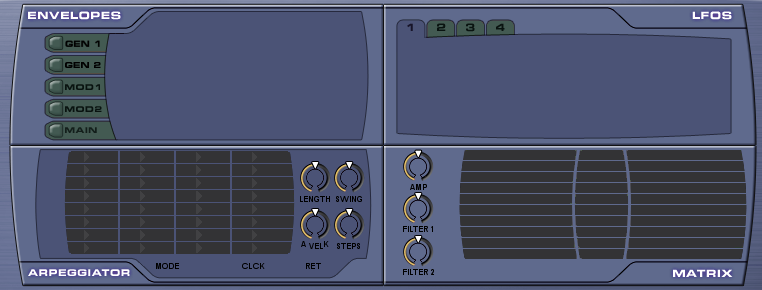 ENVELOPES
GEN 1
GEN 2
MOD1
MOD2
MAIN
LFOS
1 2 3 4
LENGTH SWING
A VEL K STEPS
MODE CLCK RET
ARPEGGIATOR
AMP
FILTER 1
FILTER 2
MATRIX